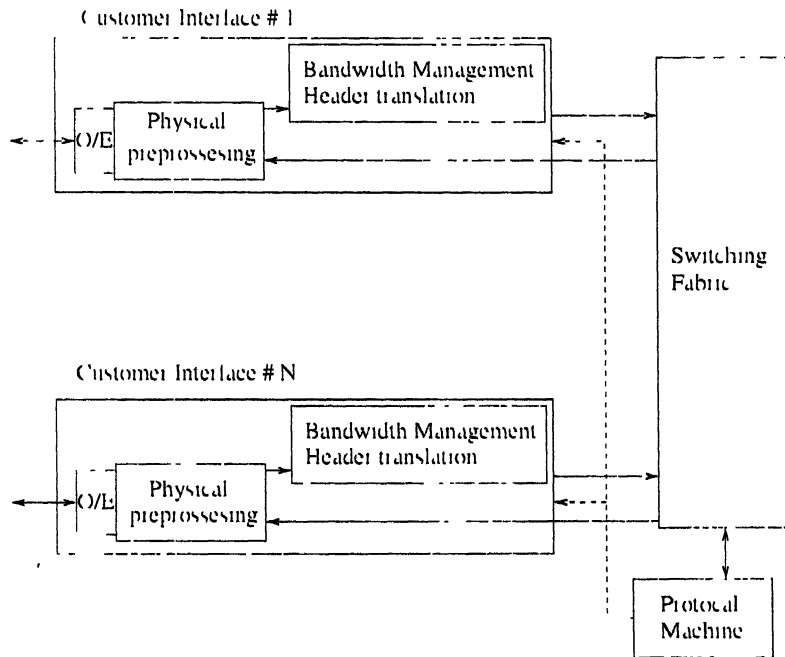 Customer Interface # 1
Bandwidth Management
Header translation
O/E
Physical
preprossesing
Switching
Fabric
Customer Interface # N
Bandwidth Management
Header translation
O/E
Physical
preprossesing
Protocal
Machine